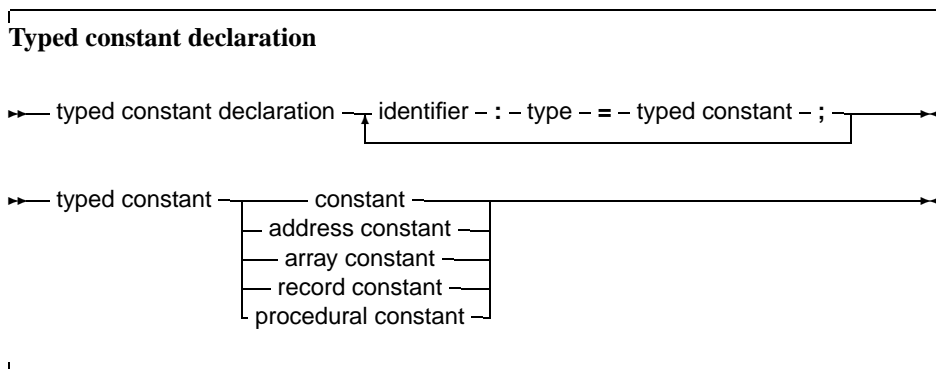 Typed constant declaration
typed constant declaration identifier : type = typed constant ;
typed constant constant
address constant
array constant
record constant
procedural constant